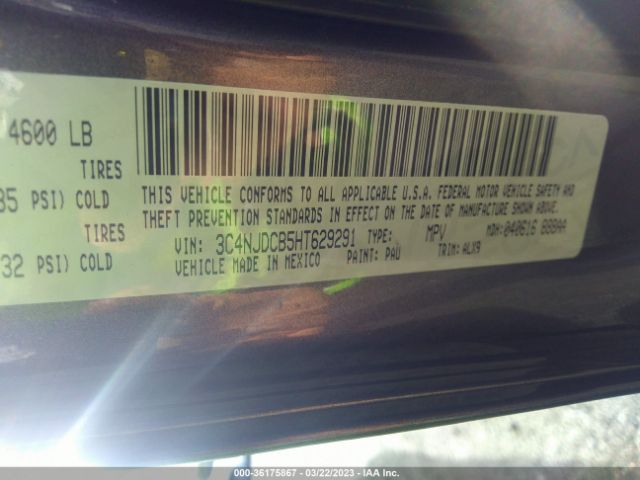 4600 LB
TIRES
35 PSI) COLD
TIRES
32 PSI) COLD
THIS VEHICLE CONFORMS TO ALL APPLICABLE U.S.A. FEDERAL MOTOR VEHICLE SAFETY AND
THEFT PREVENTION STANDARDS IN EFFECT ON THE DATE OF MANUFACTURE SHOWN ABOVE.
VIN: 3C4NJDCB5HT629291 TYPE: MPV MDH: 040616 888AA
VEHICLE MADE IN MEXICO PAINT: PAU TRIM: ALX9
000-36175867 - 03/22/2023 - IAA Inc.